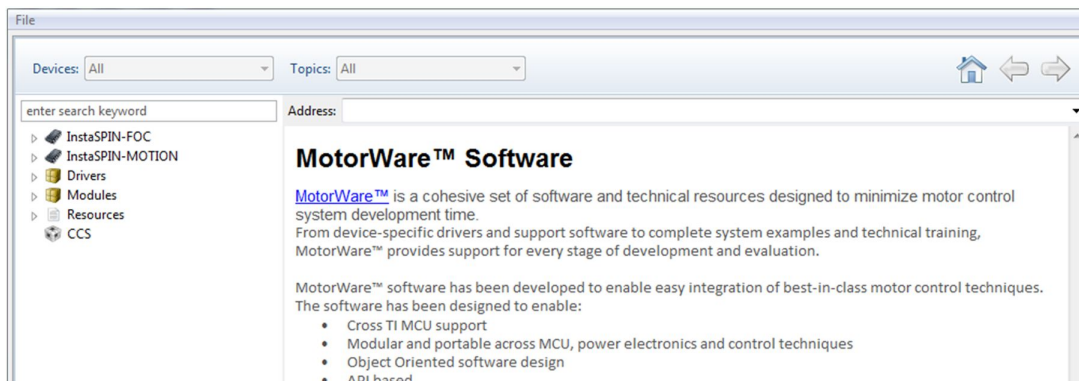 File
Devices: All Topics: All
enter search keyword Address:
InstaSPIN-FOC
InstaSPIN-MOTION
Drivers
Modules
Resources
CCS
MotorWare™ Software
MotorWare™ is a cohesive set of software and technical resources designed to minimize motor control
system development time.
From device-specific drivers and support software to complete system examples and technical training,
MotorWare™ provides support for every stage of development and evaluation.
MotorWare™ software has been developed to enable easy integration of best-in-class motor control techniques.
The software has been designed to enable:
• Cross TI MCU support
• Modular and portable across MCU, power electronics and control techniques
• Object Oriented software design
• API based